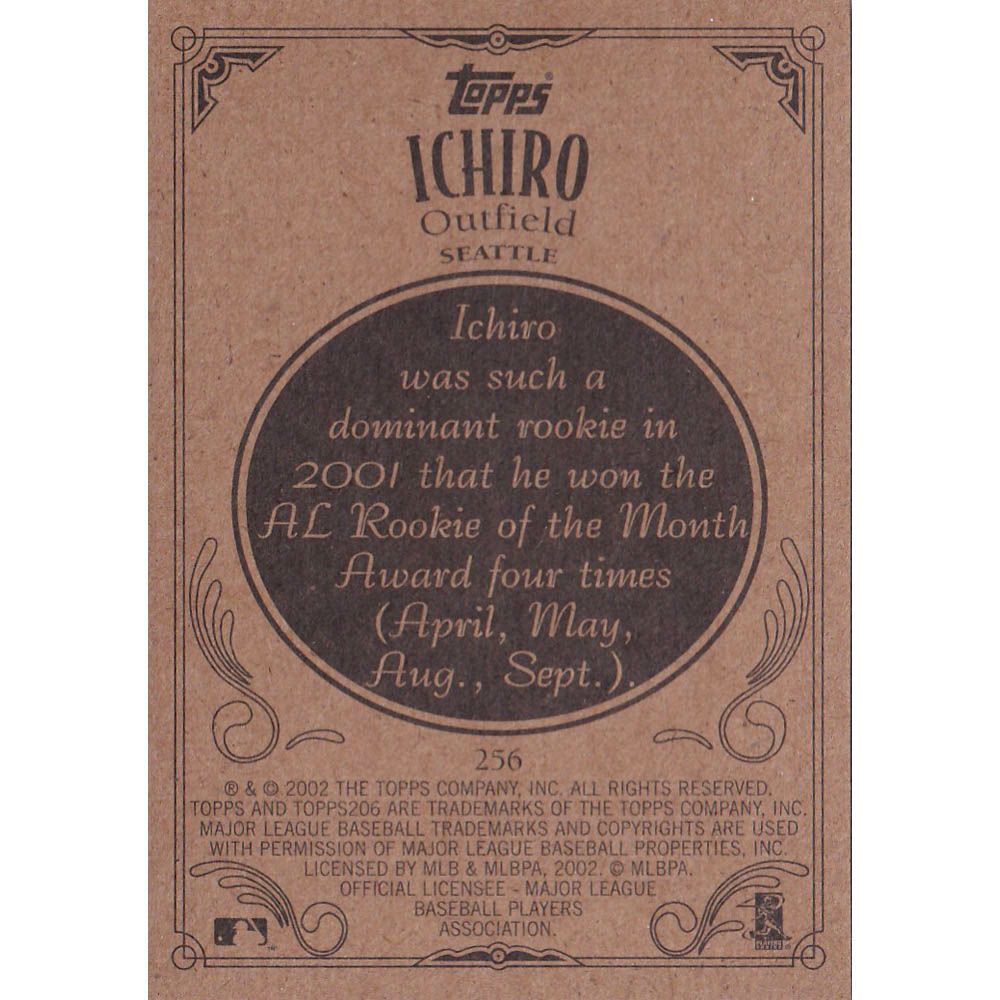 topps
ICHIRO
Outfield
SEATTLE
Ichiro
was such a
dominant rookie in
2001 that he won the
AL Rookie of the Month
Award four times
(April, May,
Aug., Sept.).
256
® & © 2002 THE TOPPS COMPANY, INC. ALL RIGHTS RESERVED.
TOPPS AND TOPPS206 ARE TRADEMARKS OF THE TOPPS COMPANY, INC.
MAJOR LEAGUE BASEBALL TRADEMARKS AND COPYRIGHTS ARE USED
WITH PERMISSION OF MAJOR LEAGUE BASEBALL PROPERTIES, INC.
LICENSED BY MLB & MLBPA, 2002. © MLBPA.
OFFICIAL LICENSEE - MAJOR LEAGUE
BASEBALL PLAYERS
ASSOCIATION.